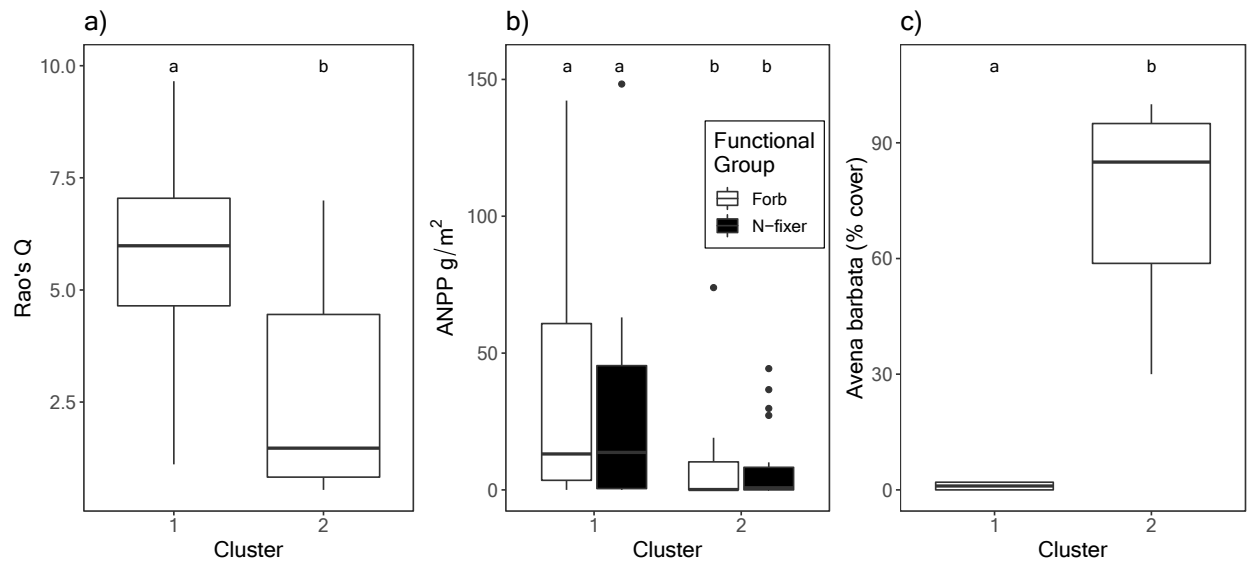 a)
10.0
7.5
5.0
2.5
Rao's Q
a
b
1
2
Cluster
b)
150
100
50
0
ANPP g/m²
a
a
b
b
Functional
Group
Forb
N−fixer
1
2
Cluster
c)
90
60
30
0
Avena barbata (% cover)
a
b
1
2
Cluster